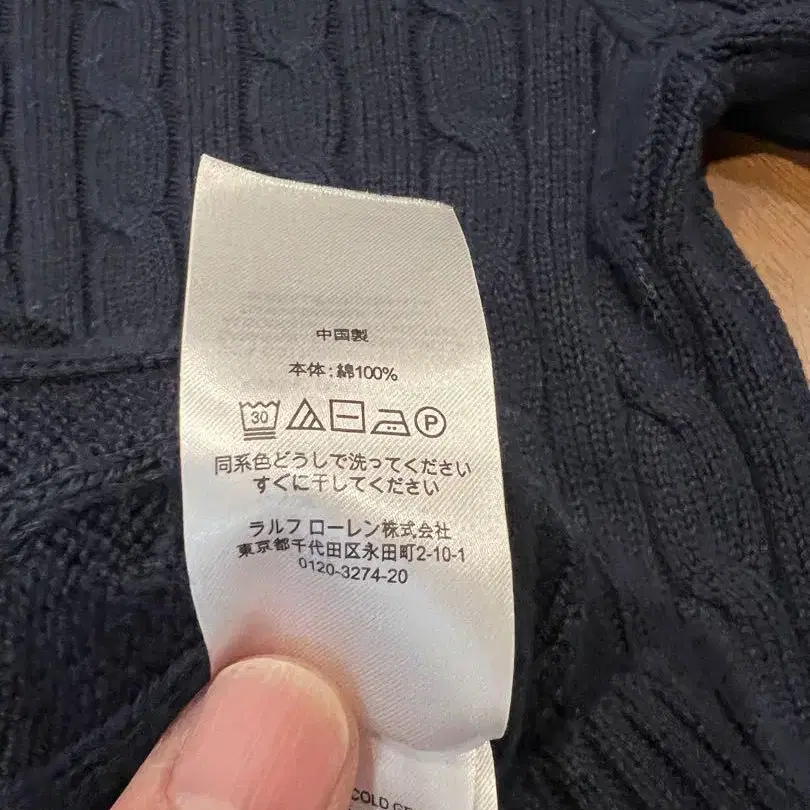 中国製
本体:綿100%
30 P
同系色どうしで洗ってください
すぐに干してください
ラルフ ローレン株式会社
東京都千代田区永田町2-10-1
0120-3274-20
COLD GE